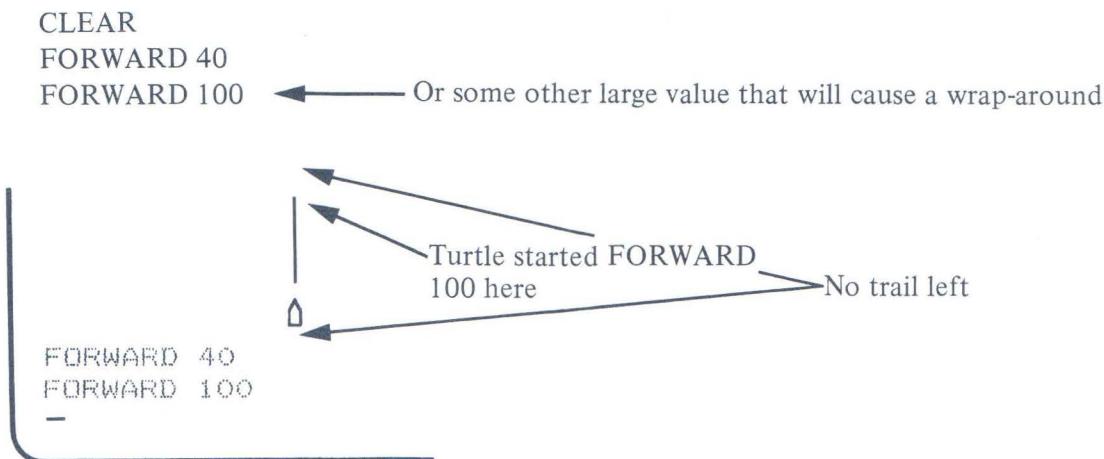 CLEAR
FORWARD 40
FORWARD 100
Or some other large value that will cause a wrap-around
Turtle started FORWARD
100 here
No trail left
FORWARD 40
FORWARD 100